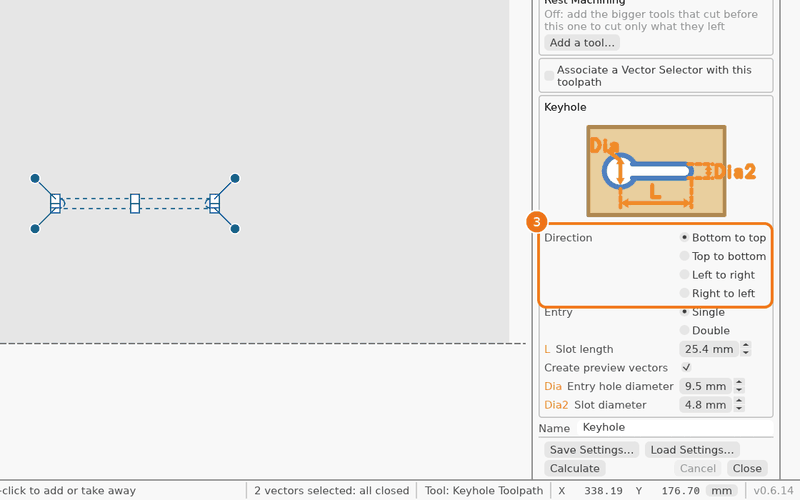 Rest Machining
Off: add the bigger tools that cut before
this one to cut only what they left
Add a tool...
Associate a Vector Selector with this
toolpath
Keyhole
Dia
Dia2
L
3
Direction
Bottom to top
Top to bottom
Left to right
Right to left
Entry
Single
Double
L Slot length 25.4 mm
Create preview vectors
Dia Entry hole diameter 9.5 mm
Dia2 Slot diameter 4.8 mm
Name Keyhole
Save Settings... Load Settings...
Calculate Cancel Close
-click to add or take away 2 vectors selected: all closed Tool: Keyhole Toolpath X 338.19 Y 176.70 mm v0.6.14